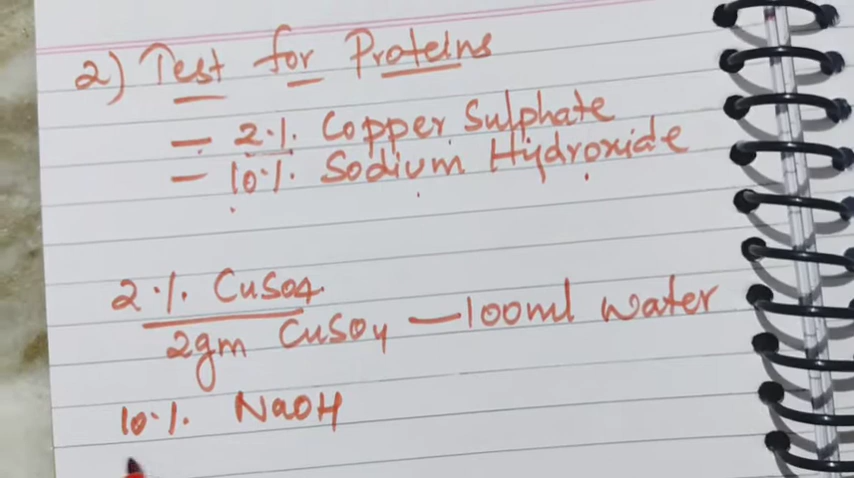 2) Test for Proteins
- 2% Copper Sulphate
- 10% Sodium Hydroxide
2% CuSO4
2gm CuSO4 - 100ml water
10% NaOH